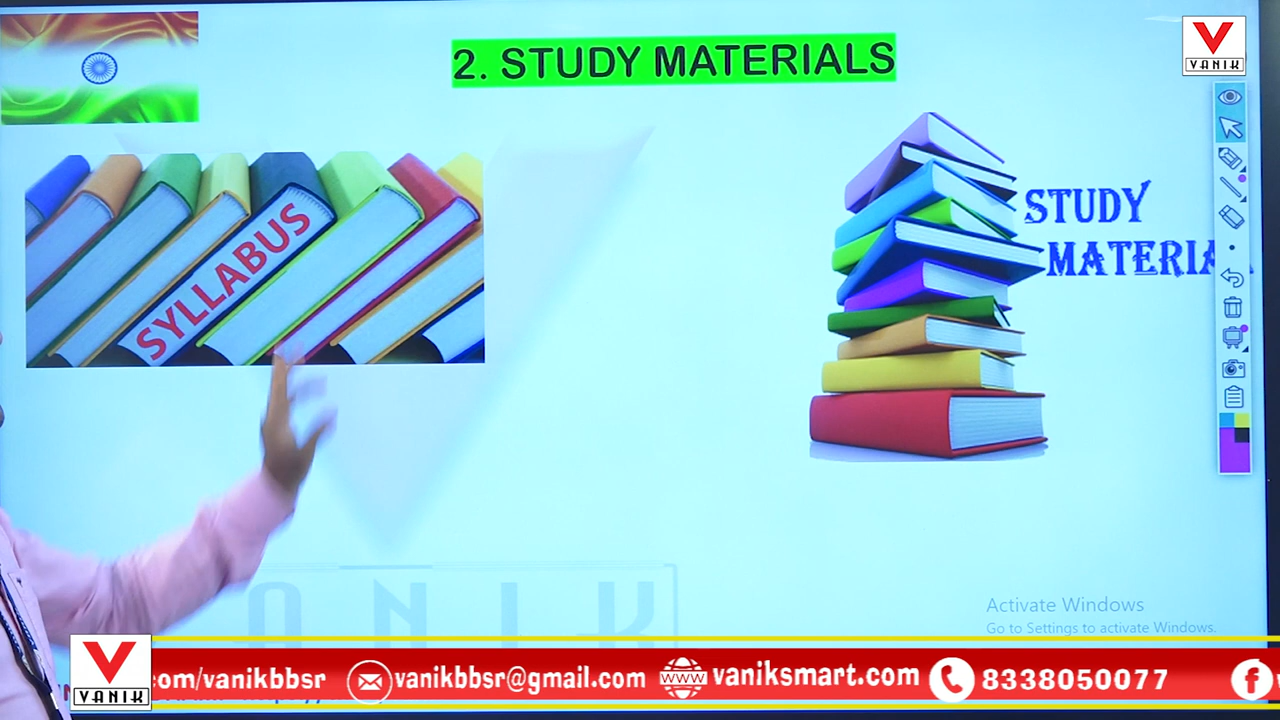 2. STUDY MATERIALS
V
VANIK
SYLLABUS
STUDY
MATERIA
VANIK
Activate Windows
Go to Settings to activate Windows.
V
VANIK
.com/vanikbbsr
vanikbbsr@gmail.com
www
vaniksmart.com
8338050077
f